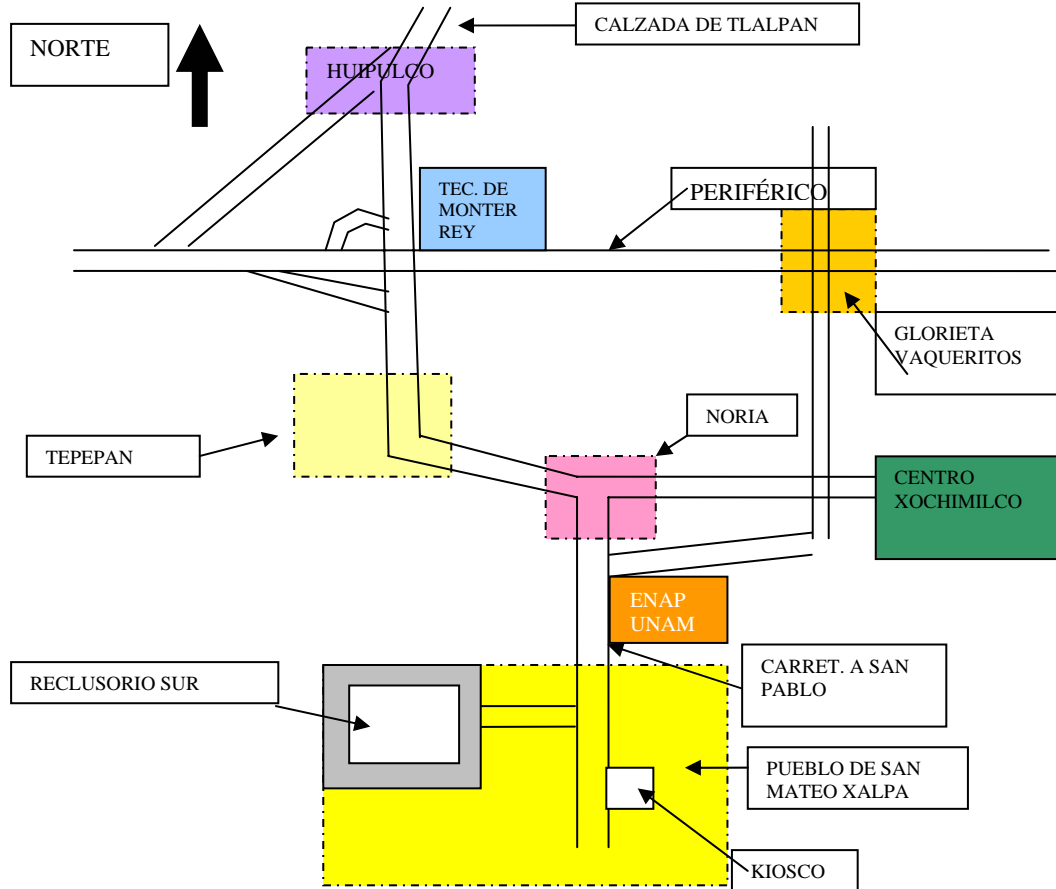 CALZADA DE TLALPAN
NORTE
HUIPULCO
TEC. DE
MONTER
REY
PERIFÉRICO
GLORIETA
VAQUERITOS
NORIA
TEPEPAN
CENTRO
XOCHIMILCO
ENAP
UNAM
RECLUSORIO SUR
CARRET. A SAN
PABLO
PUEBLO DE SAN
MATEO XALPA
KIOSCO